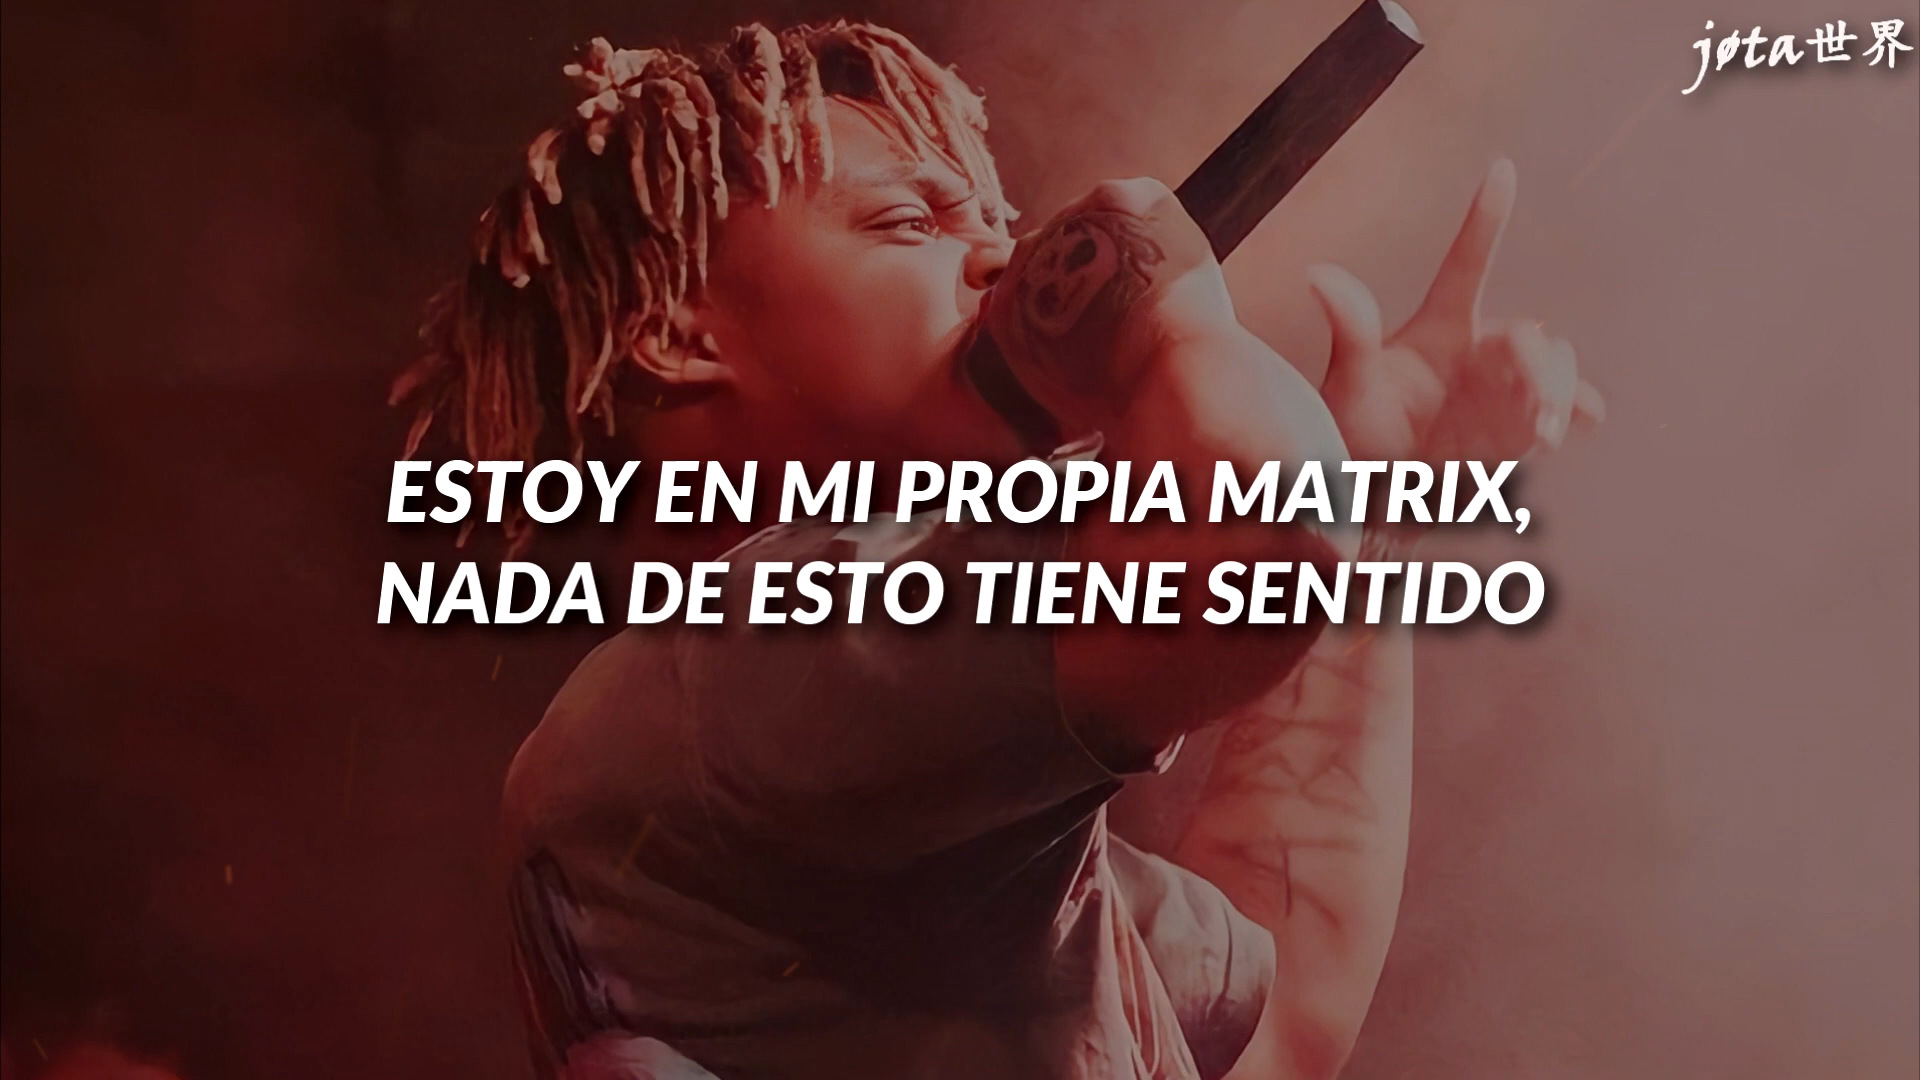 jøta世界
ESTOY EN MI PROPIA MATRIX,
NADA DE ESTO TIENE SENTIDO